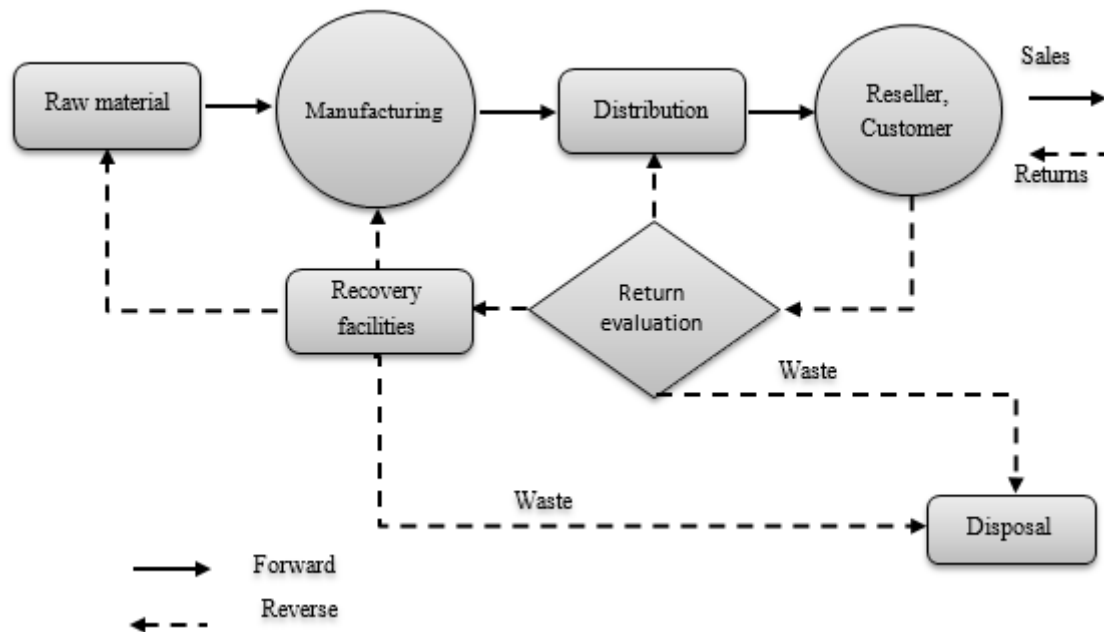 Sales
Raw material
Manufacturing
Distribution
Reseller,
Customer
Returns
Recovery
facilities
Return
evaluation
Waste
Waste
Disposal
Forward
Reverse